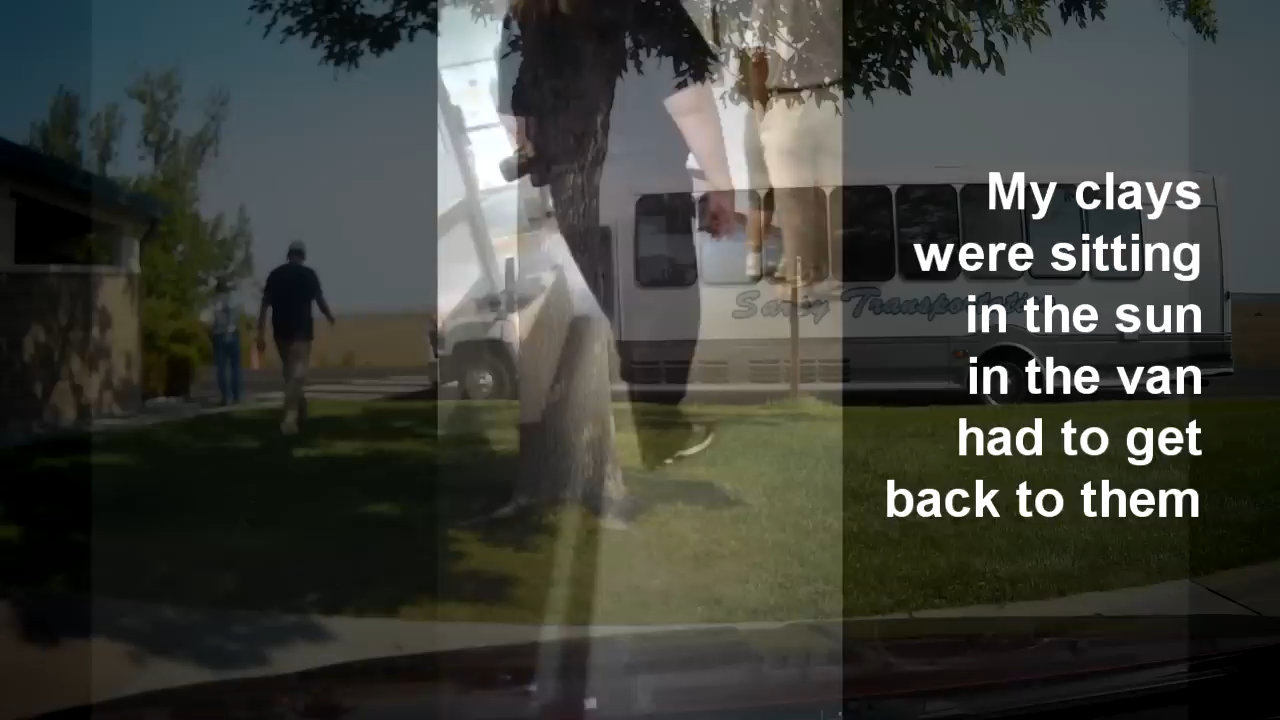 My clays
were sitting
in the sun
in the van
had to get
back to them